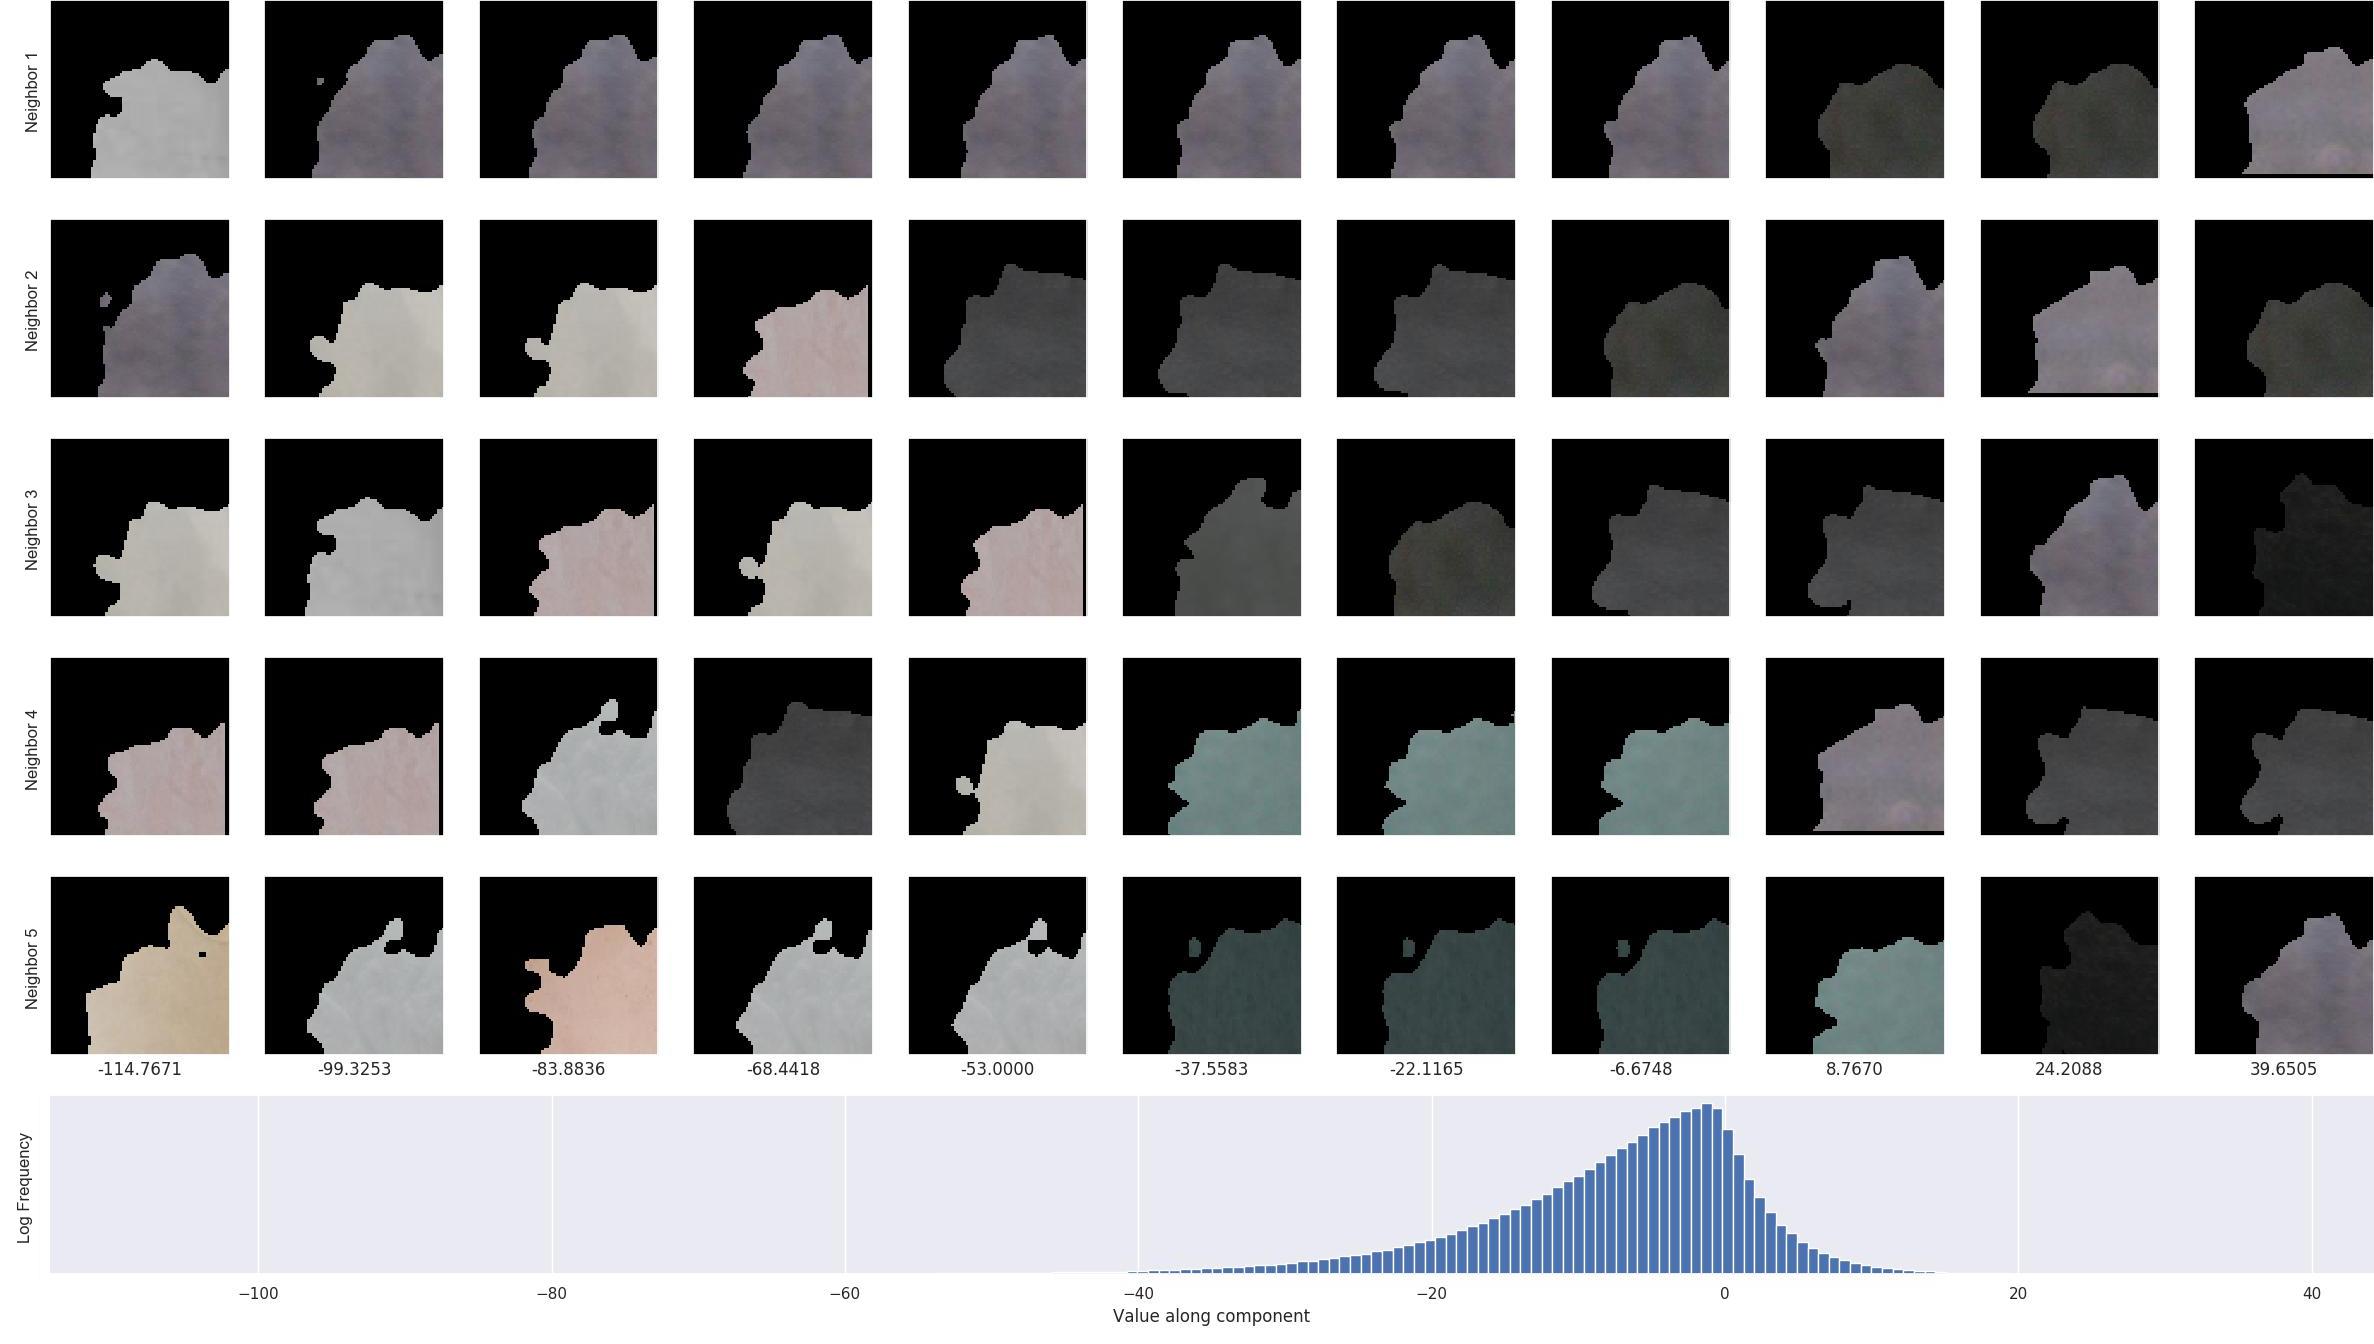 Neighbor 1
Neighbor 2
Neighbor 3
Neighbor 4
Neighbor 5
-114.7671 -99.3253 -83.8836 -68.4418 -53.0000 -37.5583 -22.1165 -6.6748 8.7670 24.2088 39.6505
Log Frequency
−100 −80 −60 −40 −20 0 20 40
Value along component